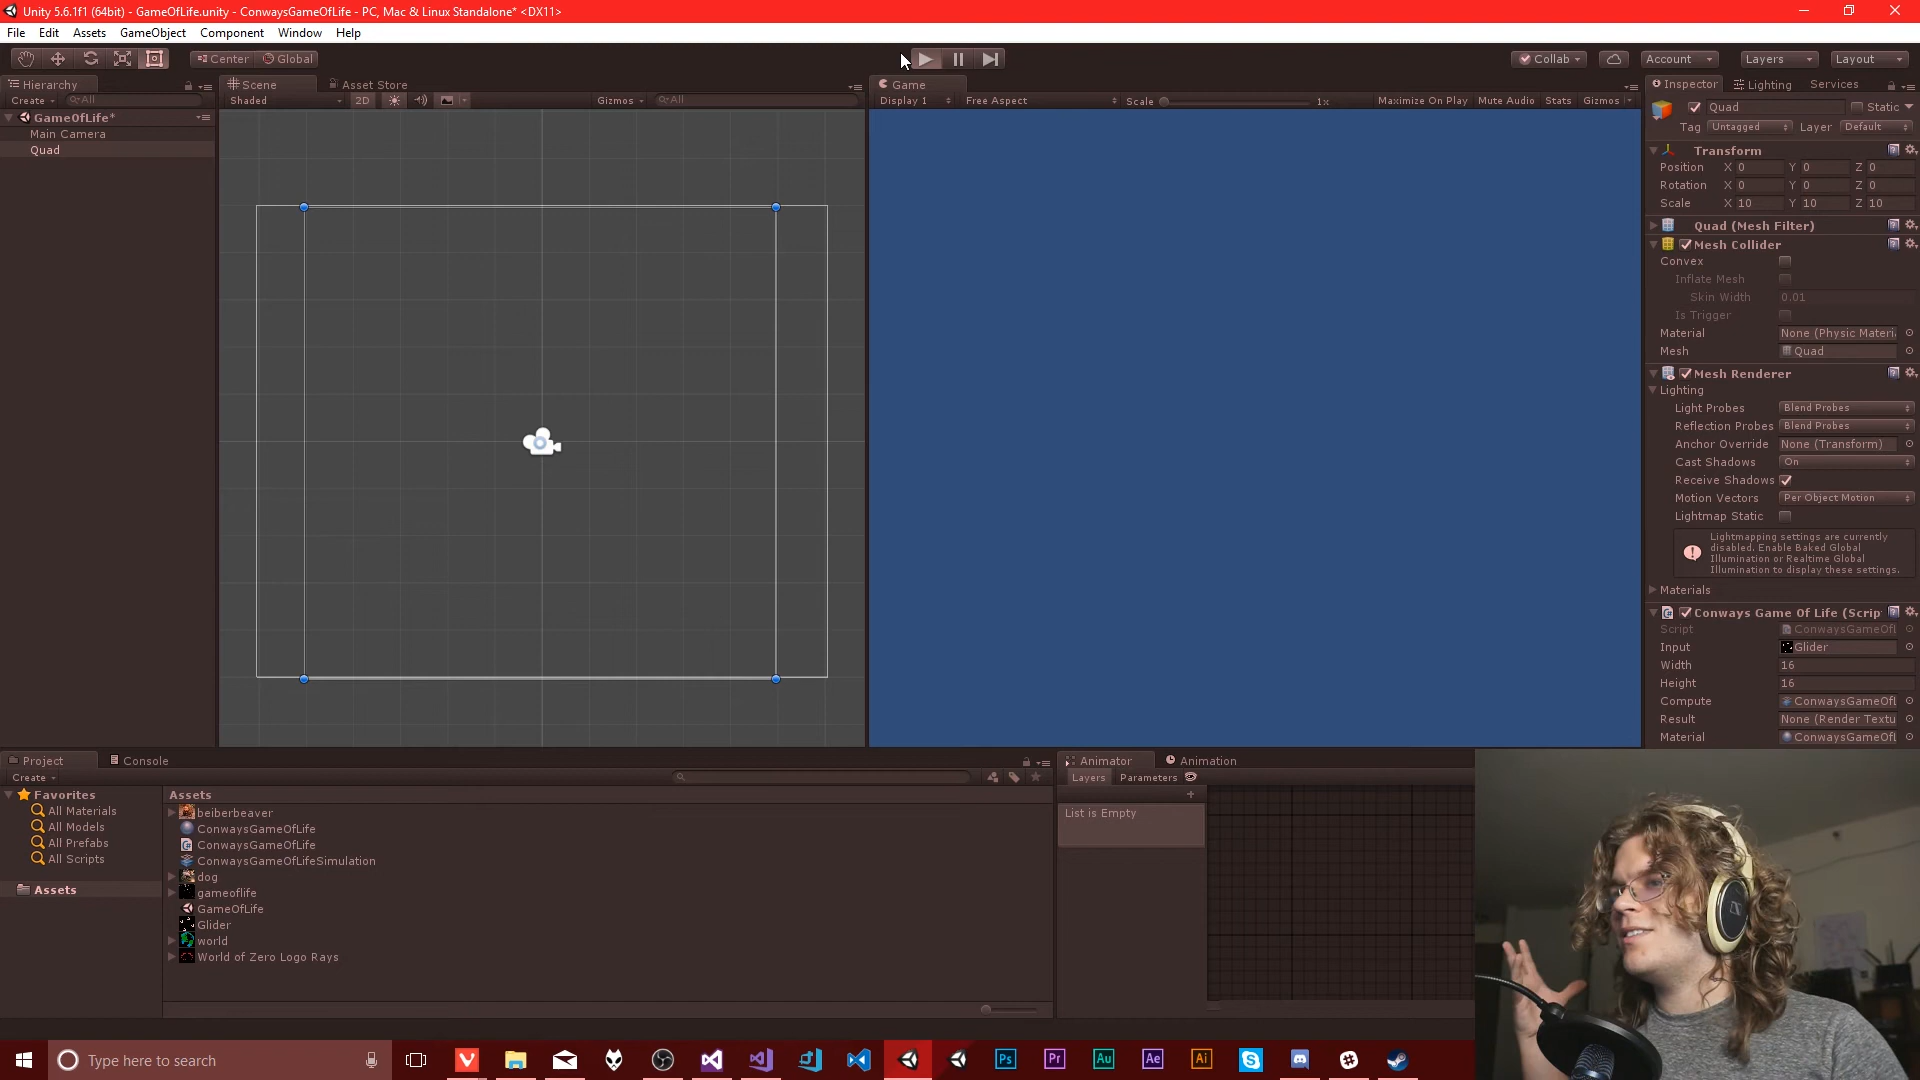 Unity 5.6.1f1 (64bit) - GameOfLife.unity - ConwaysGameOfLife - PC, Mac & Linux Standalone* <DX11>
File Edit Assets GameObject Component Window Help
Center Global Collab Account Layers Layout
Hierarchy
Create All
GameOfLife*
Main Camera
Quad
Scene Asset Store
Shaded 2D Gizmos All
Game
Display 1 Free Aspect Scale 1x Maximize On Play Mute Audio Stats Gizmos
Inspector Lighting Services
Quad Static
Tag Untagged Layer Default
Transform
Position X 0 Y 0 Z 0
Rotation X 0 Y 0 Z 0
Scale X 10 Y 10 Z 10
Quad (Mesh Filter)
Mesh Collider
Convex
Inflate Mesh
Skin Width 0.01
Is Trigger
Material None (Physic Materi
Mesh Quad
Mesh Renderer
Lighting
Light Probes Blend Probes
Reflection Probes Blend Probes
Anchor Override None (Transform)
Cast Shadows On
Receive Shadows
Motion Vectors Per Object Motion
Lightmap Static
Lightmapping settings are currently
disabled. Enable Baked Global
Illumination or Realtime Global
Illumination to display these settings.
Materials
Conways Game Of Life (Scrip
Script ConwaysGameOfL
Input Glider
Width 16
Height 16
Compute ConwaysGameOfL
Result None (Render Textu
Material ConwaysGameOfL
Project Console
Create
Favorites
All Materials
All Models
All Prefabs
All Scripts
Assets
Assets
beiberbeaver
ConwaysGameOfLife
ConwaysGameOfLife
ConwaysGameOfLifeSimulation
dog
gameoflife
GameOfLife
Glider
world
World of Zero Logo Rays
Animator Animation
Layers Parameters
List is Empty
Type here to search
Ps Pr Au Ae Ai